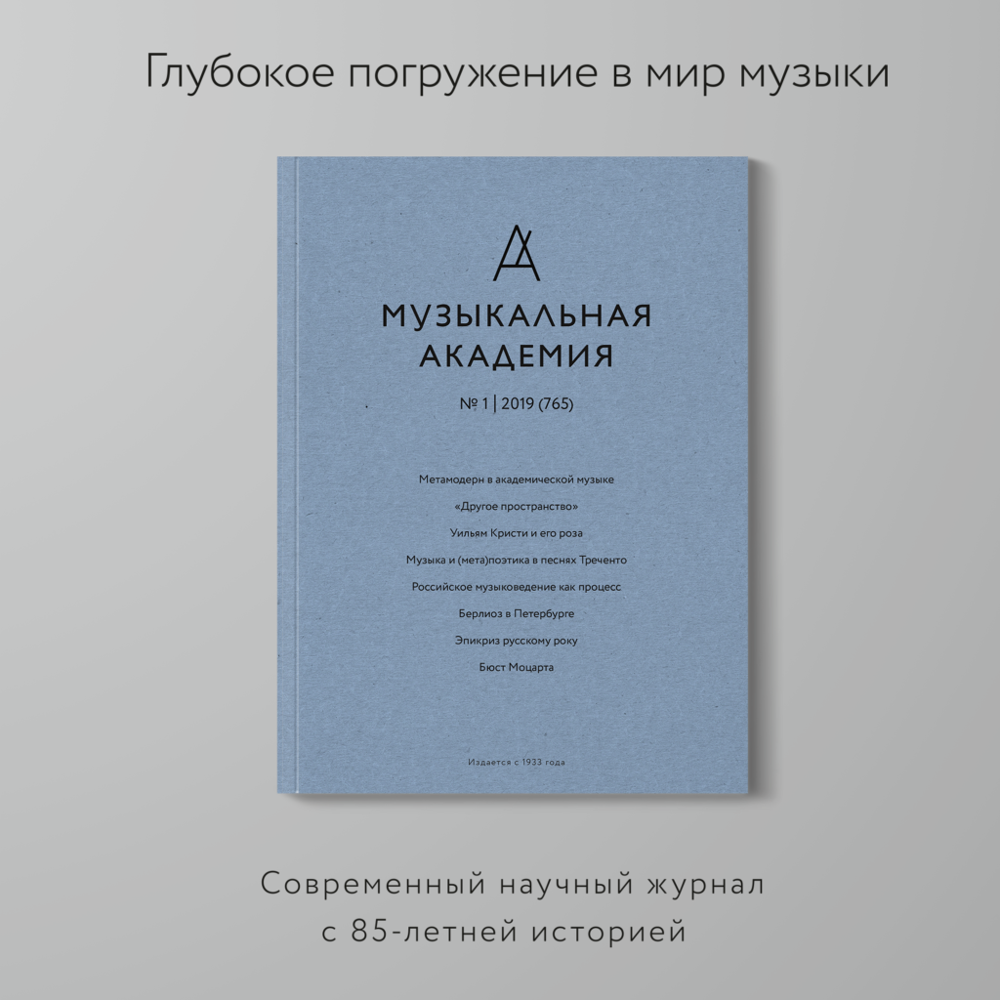 Глубокое погружение в мир музыки
МУЗЫКАЛЬНАЯ
АКАДЕМИЯ
№ 1 | 2019 (765)
Метамодерн в академической музыке
«Другое пространство»
Уильям Кристи и его роза
Музыка и (мета)поэтика в песнях Треченто
Российское музыковедение как процесс
Берлиоз в Петербурге
Эпикриз русскому року
Бюст Моцарта
Издается с 1933 года
Современный научный журнал
с 85-летней историей